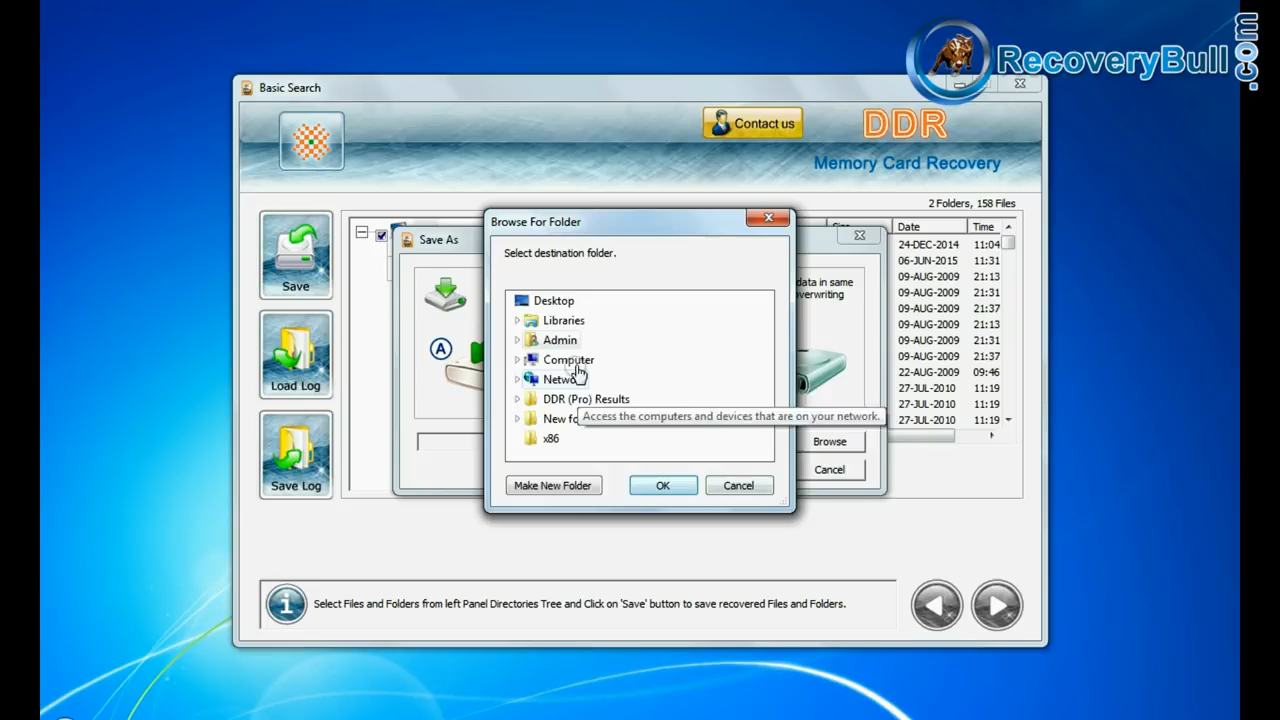 RecoveryBull
.com
Basic Search
Contact us
DDR
Memory Card Recovery
2 Folders, 158 Files
Save
Load Log
Save Log
Save As
A
data in same
overwriting
Browse
Cancel
Browse For Folder
Select destination folder.
Desktop
Libraries
Admin
Computer
DDR (Pro) Results
New
x86
Access the computers and devices that are on your network.
Make New Folder
OK
Cancel
Date Time
24-DEC-2014 11:04
06-JUN-2015 11:31
09-AUG-2009 21:13
09-AUG-2009 21:31
09-AUG-2009 21:37
09-AUG-2009 21:13
09-AUG-2009 21:31
09-AUG-2009 21:37
22-AUG-2009 09:46
27-JUL-2010 11:19
27-JUL-2010 11:19
27-JUL-2010 11:19
Select Files and Folders from left Panel Directories Tree and Click on 'Save' button to save recovered Files and Folders.